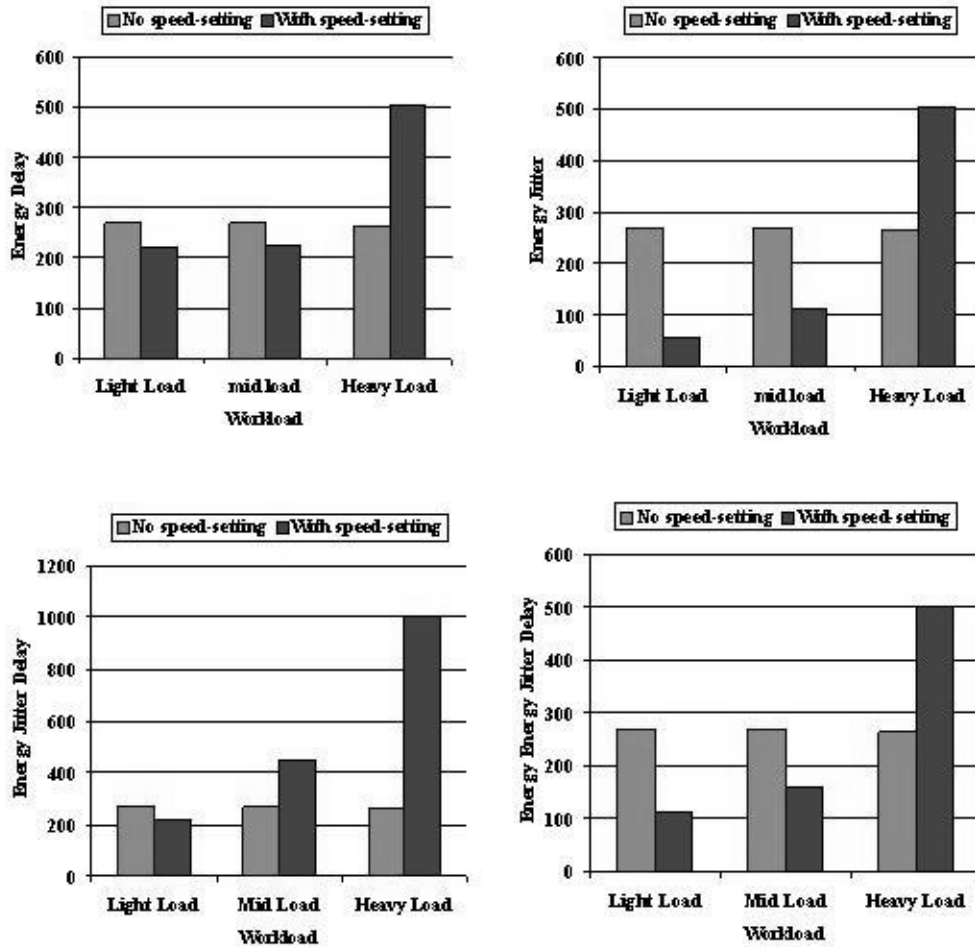 No speed-setting With speed-setting
600
500
400
300
200
100
0
Energy Delay
Light Load mid load Heavy Load
Workload
No speed-setting With speed-setting
600
500
400
300
200
100
0
Energy Jitter
Light Load mid load Heavy Load
Workload
No speed-setting With speed-setting
1200
1000
800
600
400
200
0
Energy Jitter Delay
Light Load Mid Load Heavy Load
Workload
No speed-setting With speed-setting
600
500
400
300
200
100
0
Energy Energy Jitter Delay
Light Load Mid Load Heavy Load
Workload